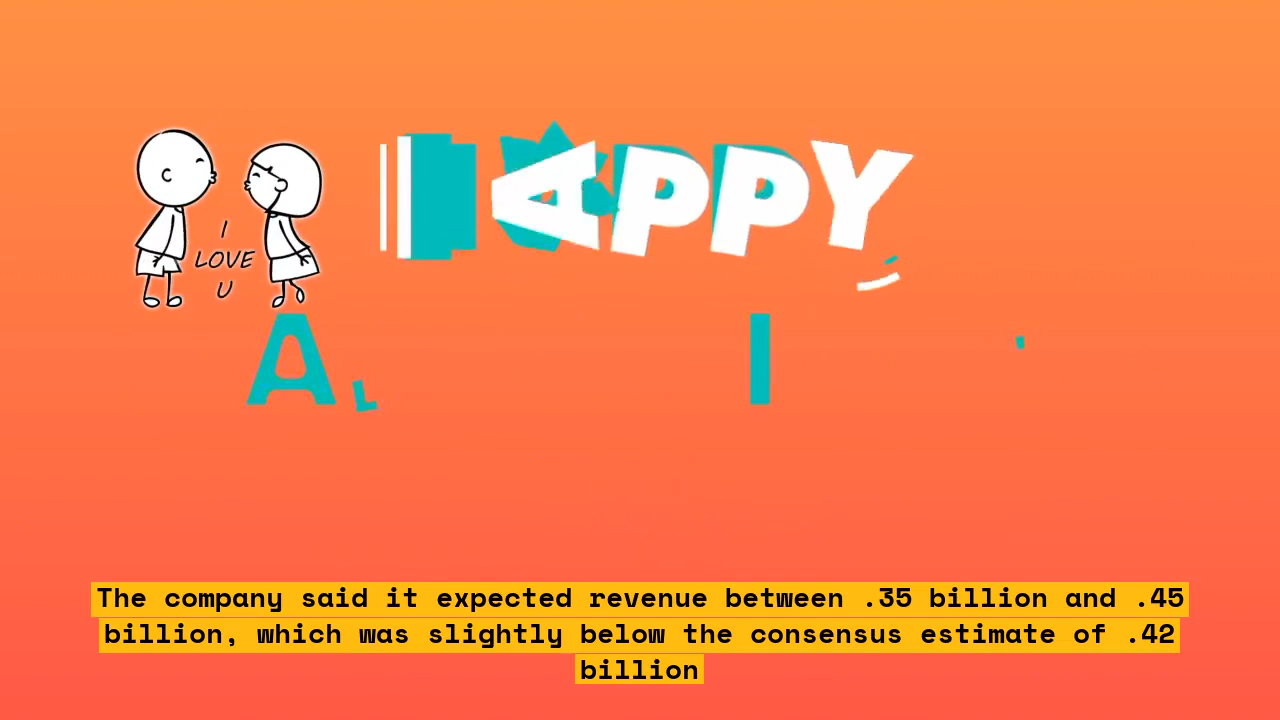 I
LOVE
U
APPY
A L I
The company said it expected revenue between .35 billion and .45
billion, which was slightly below the consensus estimate of .42
billion